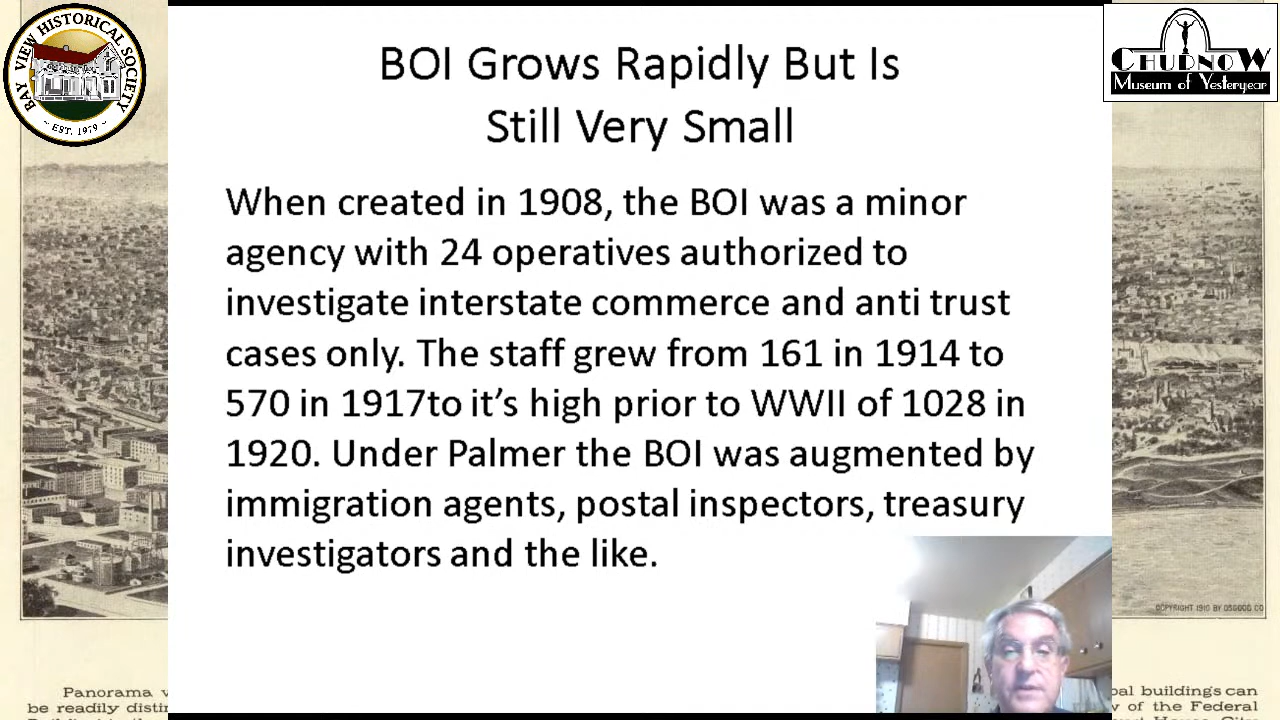 BAY VIEW HISTORICAL SOCIETY
~ EST. 1979 ~
CHUDNOW
Museum of Yesteryear
BOI Grows Rapidly But Is
Still Very Small
When created in 1908, the BOI was a minor
agency with 24 operatives authorized to
investigate interstate commerce and anti trust
cases only. The staff grew from 161 in 1914 to
570 in 1917to it’s high prior to WWII of 1028 in
1920. Under Palmer the BOI was augmented by
immigration agents, postal inspectors, treasury
investigators and the like.
COPYRIGHT 1910 BY OSGOOD CO
Panorama
be readily
buildings can
of the Federal